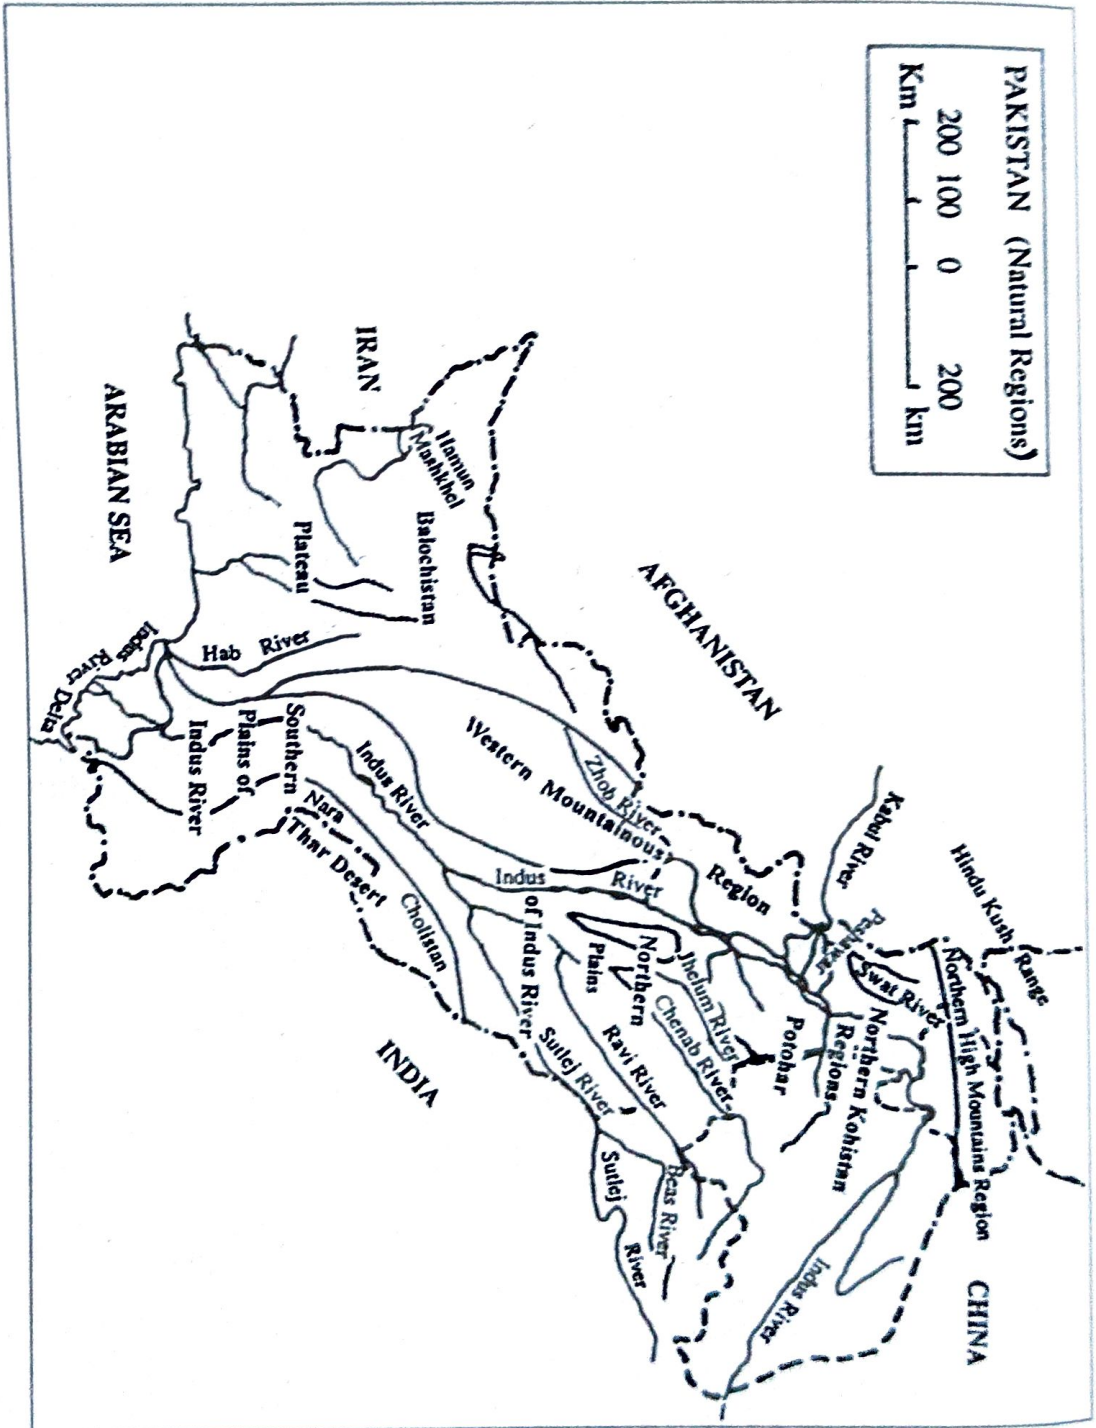 PAKISTAN (Natural Regions)
200 100 0 200
Km km
Hindu Kush Range
CHINA
Northern High Mountains Region
Swat River
Northern Kohistan
Regions
Kabul River
Peshawar
AFGHANISTAN
Potohar
Indus River
Region
Jhelum River
Chenab River
Northern
Plains
of Indus River
Ravi River
Beas River
Sutlej River
Sutlej River
Indus River
Zhob River
Western Mountainous
Hamun
Mashkhel
Balochistan
Plateau
IRAN
Indus River
Cholistan
Nara
Thar Desert
INDIA
Southern
Plains of
Indus River
Hab River
Indus River Delta
ARABIAN SEA